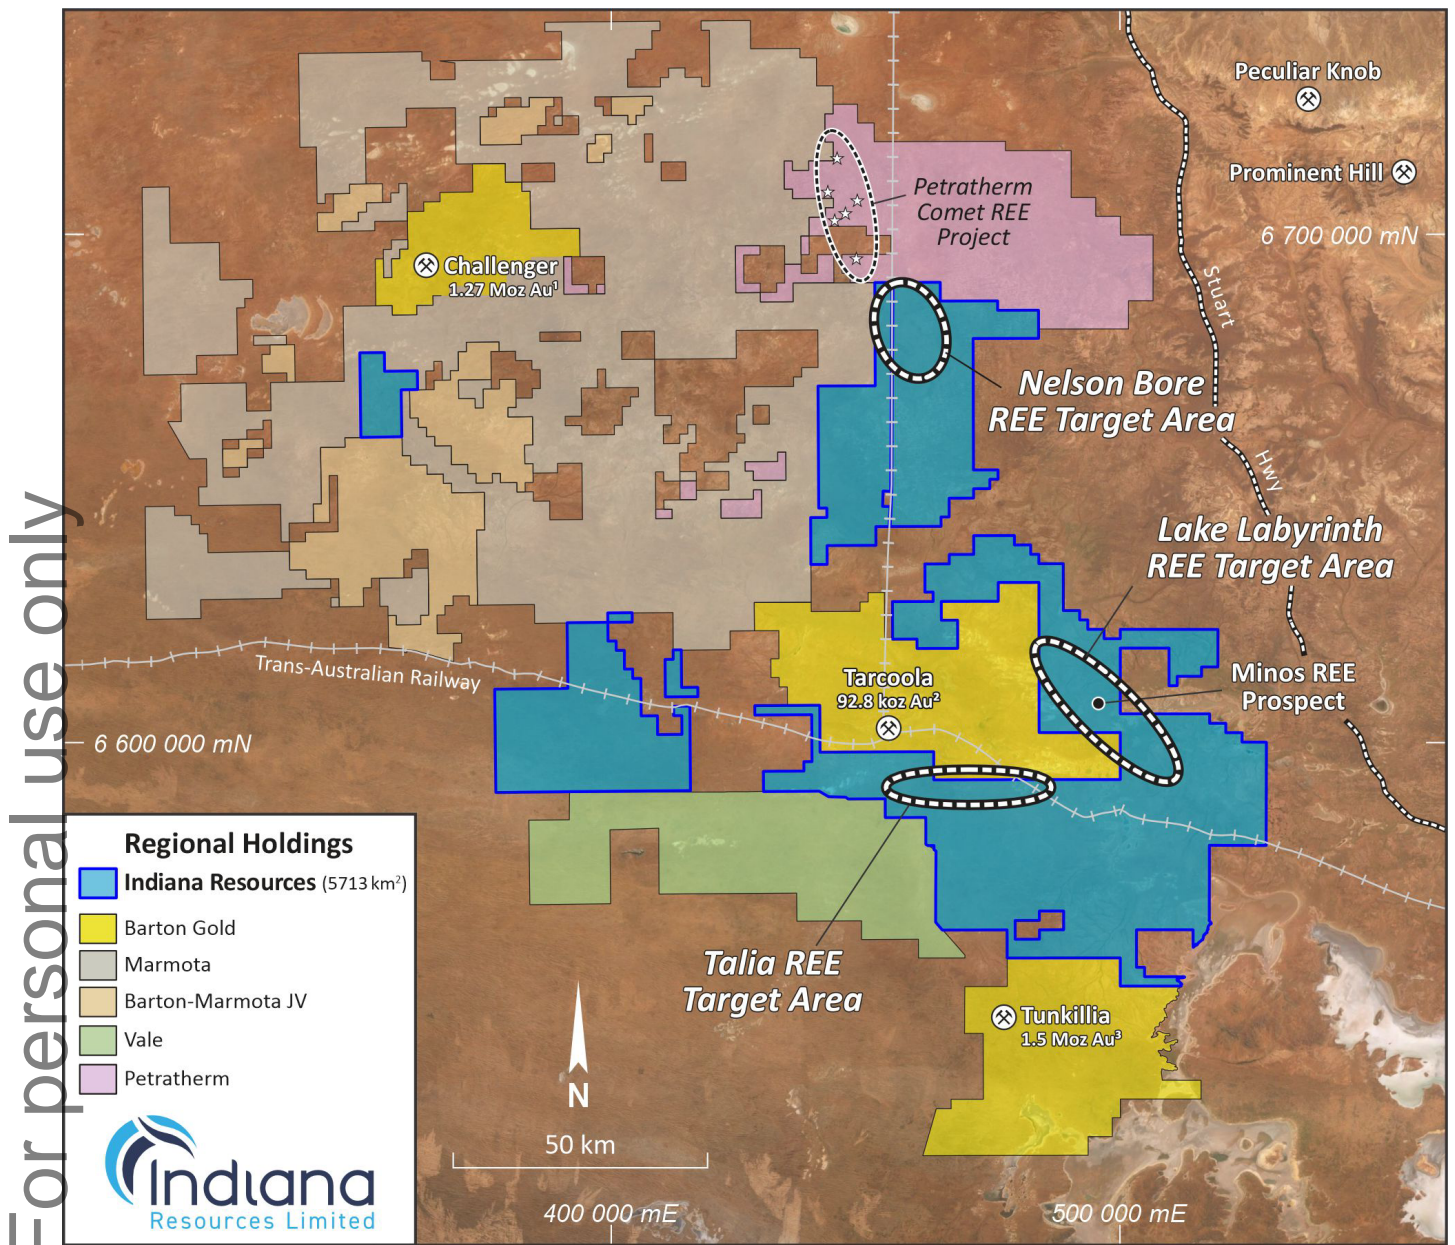 Peculiar Knob
Prominent Hill
6 700 000 mN
Petratherm
Comet REE
Project
Challenger
1.27 Moz Au¹
Stuart
Nelson Bore
REE Target Area
Hwy
Lake Labyrinth
REE Target Area
Trans-Australian Railway
Tarcoola
92.8 koz Au²
Minos REE
Prospect
6 600 000 mN
Talia REE
Target Area
Tunkillia
1.5 Moz Au³
N
50 km
400 000 mE
500 000 mE
Regional Holdings
Indiana Resources (5713 km²)
Barton Gold
Marmota
Barton-Marmota JV
Vale
Petratherm
Indiana
Resources Limited
For personal use only